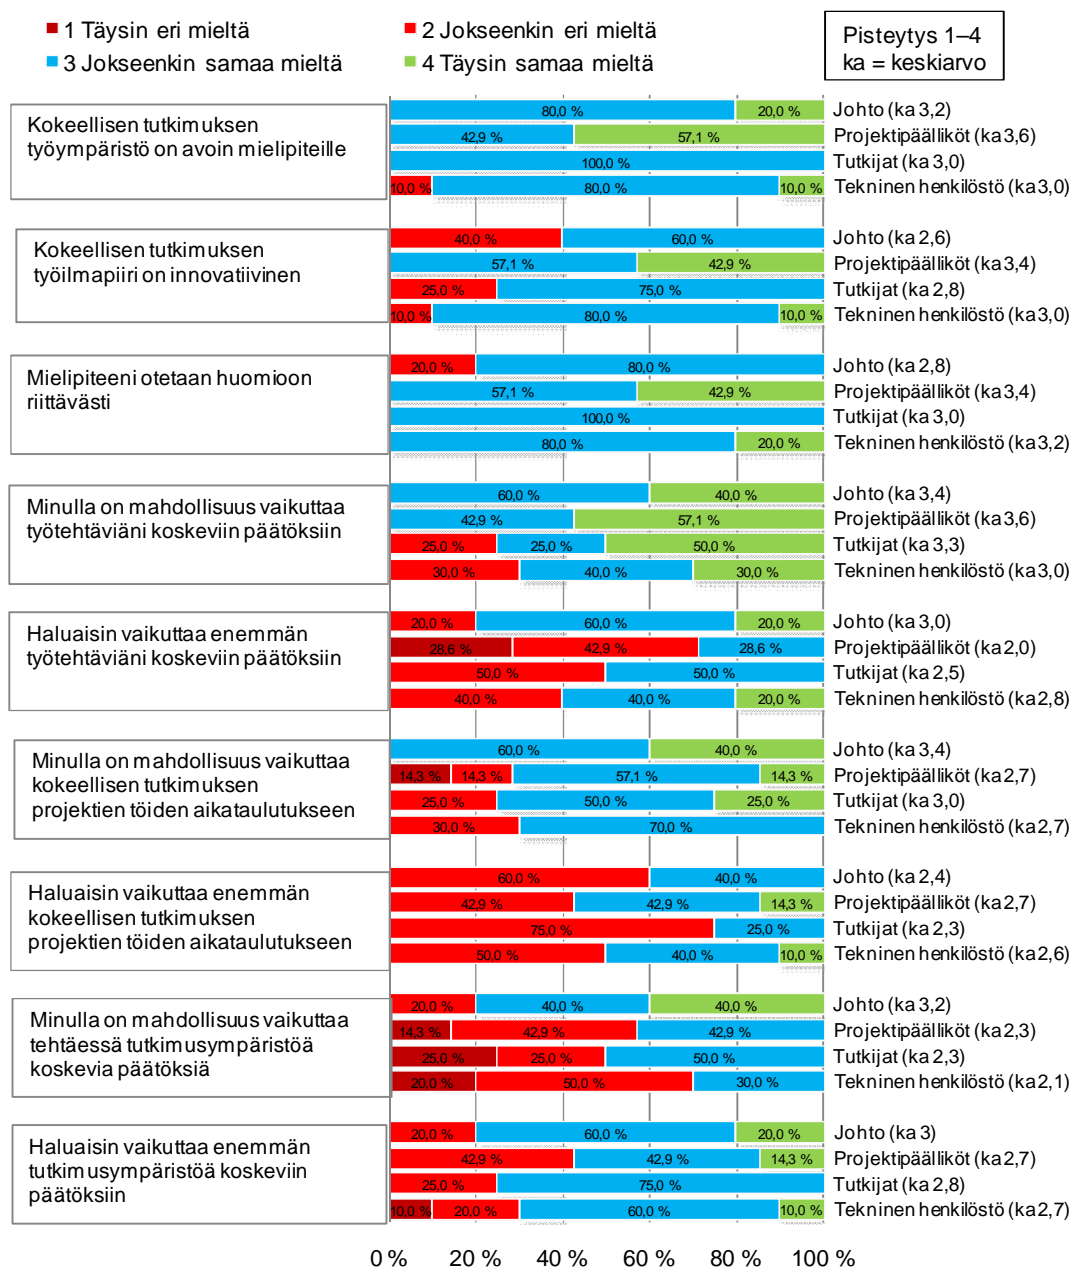 1 Täysin eri mieltä
2 Jokseenkin eri mieltä
3 Jokseenkin samaa mieltä
4 Täysin samaa mieltä
Pisteytys 1–4
ka = keskiarvo
Kokeellisen tutkimuksen
työympäristö on avoin mielipiteille
80,0 % 20,0 % Johto (ka 3,2)
42,9 % 57,1 % Projektipäälliköt (ka 3,6)
100,0 % Tutkijat (ka 3,0)
10,0 % 80,0 % 10,0 % Tekninen henkilöstö (ka 3,0)
Kokeellisen tutkimuksen
työilmapiiri on innovatiivinen
40,0 % 60,0 % Johto (ka 2,6)
57,1 % 42,9 % Projektipäälliköt (ka 3,4)
25,0 % 75,0 % Tutkijat (ka 2,8)
10,0 % 80,0 % 10,0 % Tekninen henkilöstö (ka 3,0)
Mielipiteeni otetaan huomioon
riittävästi
20,0 % 80,0 % Johto (ka 2,8)
57,1 % 42,9 % Projektipäälliköt (ka 3,4)
100,0 % Tutkijat (ka 3,0)
80,0 % 20,0 % Tekninen henkilöstö (ka 3,2)
Minulla on mahdollisuus vaikuttaa
työtehtäviäni koskeviin päätöksiin
60,0 % 40,0 % Johto (ka 3,4)
42,9 % 57,1 % Projektipäälliköt (ka 3,6)
25,0 % 25,0 % 50,0 % Tutkijat (ka 3,3)
30,0 % 40,0 % 30,0 % Tekninen henkilöstö (ka 3,0)
Haluaisin vaikuttaa enemmän
työtehtäviäni koskeviin päätöksiin
20,0 % 60,0 % 20,0 % Johto (ka 3,0)
28,6 % 42,9 % 28,6 % Projektipäälliköt (ka 2,0)
50,0 % 50,0 % Tutkijat (ka 2,5)
40,0 % 40,0 % 20,0 % Tekninen henkilöstö (ka 2,8)
Minulla on mahdollisuus vaikuttaa
kokeellisen tutkimuksen
projektien töiden aikataulutukseen
60,0 % 40,0 % Johto (ka 3,4)
14,3 % 14,3 % 57,1 % 14,3 % Projektipäälliköt (ka 2,7)
25,0 % 50,0 % 25,0 % Tutkijat (ka 3,0)
30,0 % 70,0 % Tekninen henkilöstö (ka 2,7)
Haluaisin vaikuttaa enemmän
kokeellisen tutkimuksen
projektien töiden aikataulutukseen
60,0 % 40,0 % Johto (ka 2,4)
42,9 % 42,9 % 14,3 % Projektipäälliköt (ka 2,7)
75,0 % 25,0 % Tutkijat (ka 2,3)
50,0 % 40,0 % 10,0 % Tekninen henkilöstö (ka 2,6)
Minulla on mahdollisuus vaikuttaa
tehtäessä tutkimusympäristöä
koskevia päätöksiä
20,0 % 40,0 % 40,0 % Johto (ka 3,2)
14,3 % 42,9 % 42,9 % Projektipäälliköt (ka 2,3)
25,0 % 25,0 % 50,0 % Tutkijat (ka 2,3)
20,0 % 50,0 % 30,0 % Tekninen henkilöstö (ka 2,1)
Haluaisin vaikuttaa enemmän
tutkimusympäristöä koskeviin
päätöksiin
20,0 % 60,0 % 20,0 % Johto (ka 3)
42,9 % 42,9 % 14,3 % Projektipäälliköt (ka 2,7)
25,0 % 75,0 % Tutkijat (ka 2,8)
10,0 % 20,0 % 60,0 % 10,0 % Tekninen henkilöstö (ka 2,7)
0 % 20 % 40 % 60 % 80 % 100 %